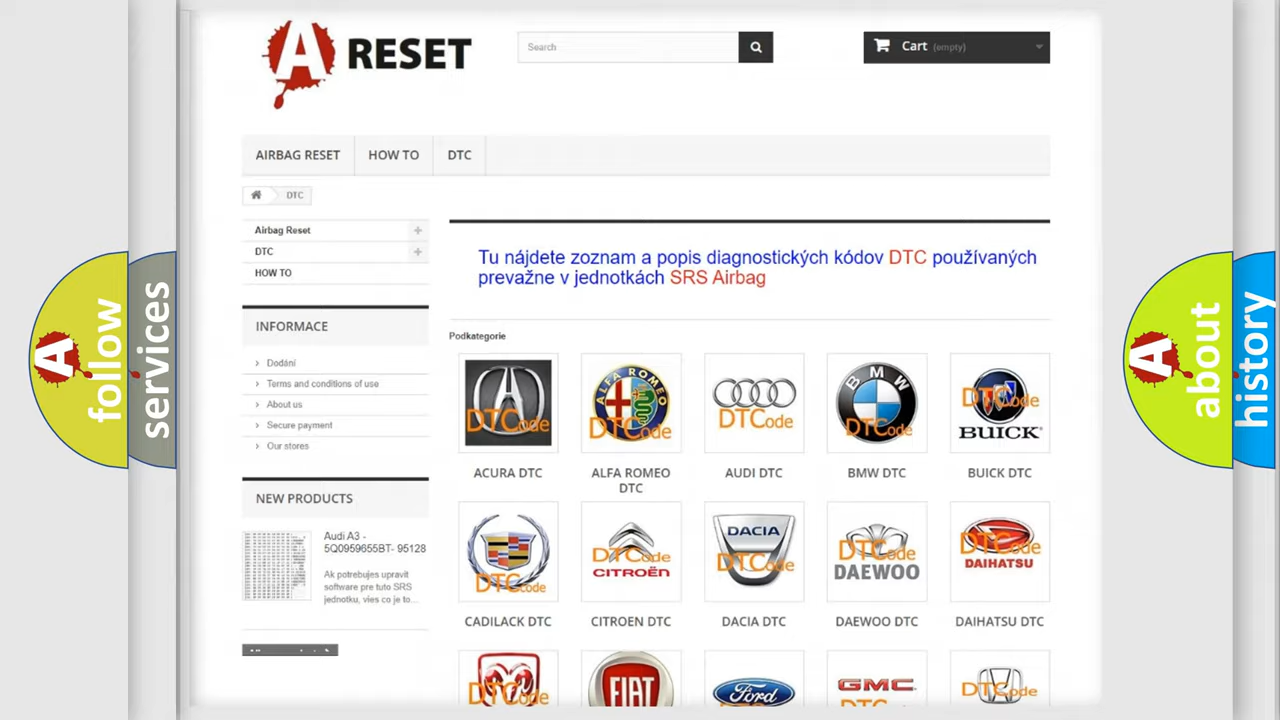 A RESET
Search
Cart (empty)
AIRBAG RESET
HOW TO
DTC
DTC
Airbag Reset
DTC
HOW TO
INFORMACE
Dodání
Terms and conditions of use
About us
Secure payment
Our stores
NEW PRODUCTS
Audi A3 -
5Q0959655BT- 95128
Ak potrebujes upravit
software pre tuto SRS
jednotku, vies co je to...
Tu nájdete zoznam a popis diagnostických kódov DTC používaných
prevažne v jednotkách SRS Airbag
Podkategorie
DTCode
ALFA ROMEO
DTCode
DTCode
BMW
DTCode
DTCode
BUICK
ACURA DTC
ALFA ROMEO
DTC
AUDI DTC
BMW DTC
BUICK DTC
DTCode
DTCode
CITROËN
DACIA
DTCode
DTCode
DAEWOO
DTCode
DAIHATSU
CADILACK DTC
CITROEN DTC
DACIA DTC
DAEWOO DTC
DAIHATSU DTC
DTCode
FIAT
Ford
GMC
DTCode
A follow
services
A about
history